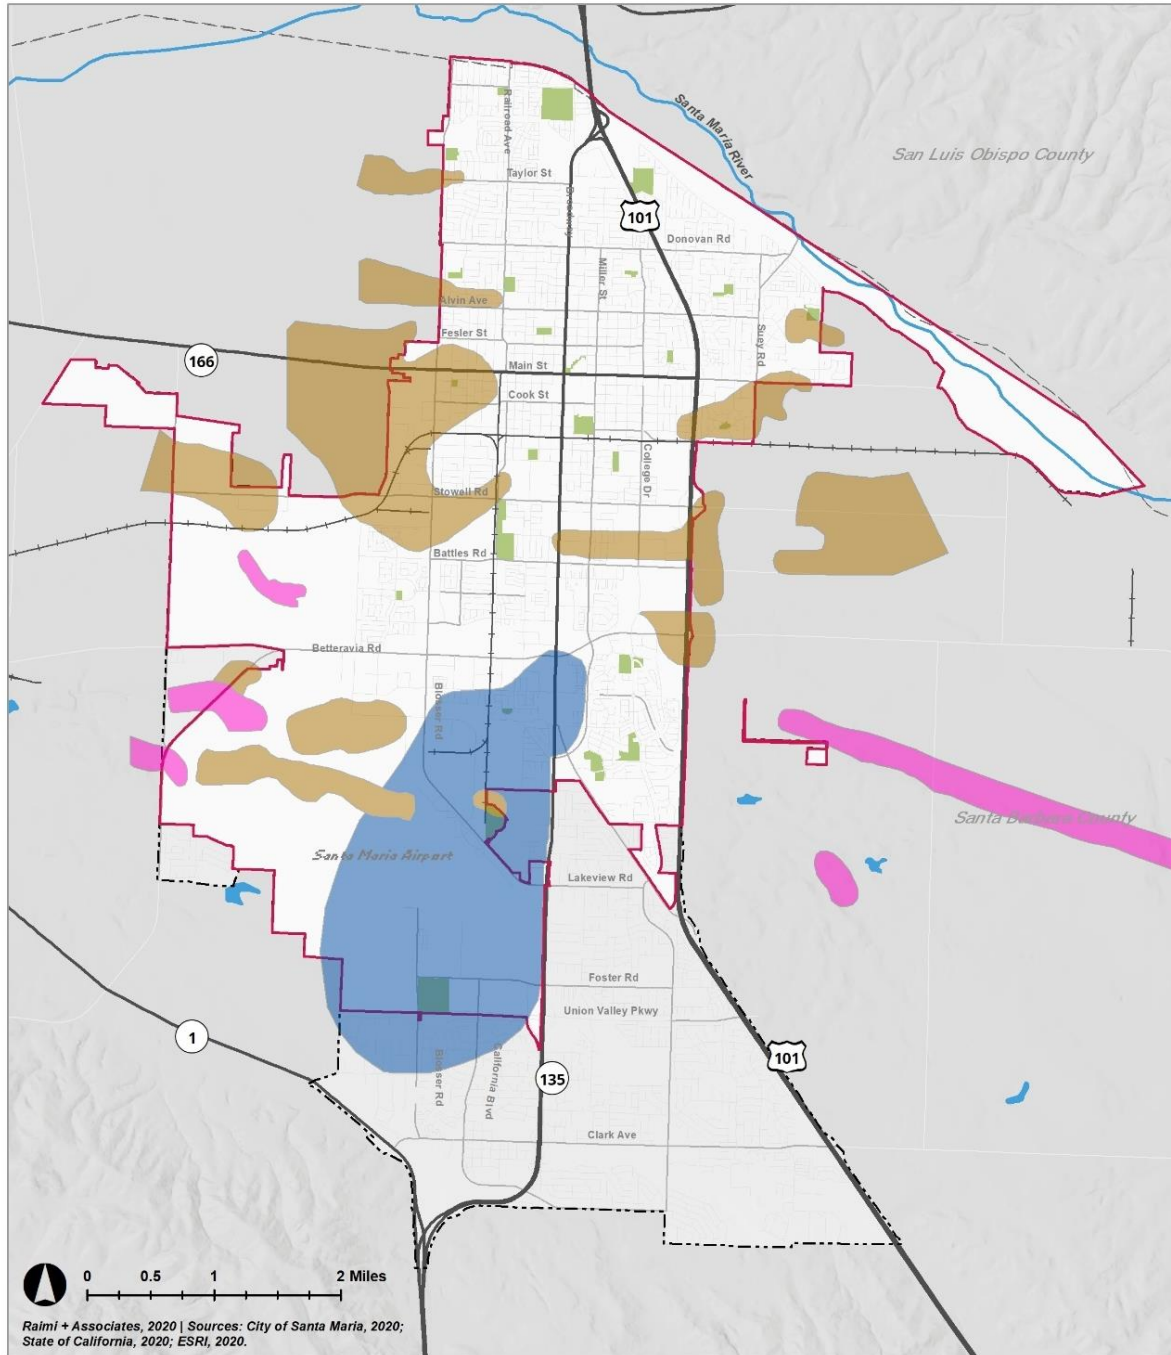 Santa Maria River
San Luis Obispo County
Railroad Ave
Taylor St
Broadway
101
Donovan Rd
Miller St
Alvin Ave
Fesler St
Suey Rd
166
Main St
Cook St
College Dr
Stowell Rd
Battles Rd
Betteravia Rd
Blosser Rd
Santa Barbara County
Santa Maria Airport
Lakeview Rd
Foster Rd
Union Valley Pkwy
1
101
135
Blosser Rd
California Blvd
Clark Ave
0 0.5 1 2 Miles
Raimi + Associates, 2020 | Sources: City of Santa Maria, 2020;
State of California, 2020; ESRI, 2020.